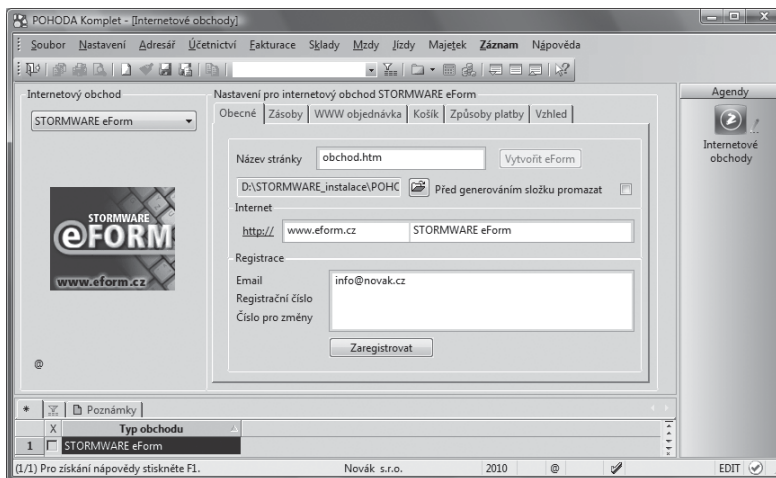 POHODA Komplet - [Internetové obchody]
Soubor Nastavení Adresář Účetnictví Fakturace Sklady Mzdy Jízdy Majetek Záznam Nápověda
Internetový obchod
STORMWARE eForm
STORMWARE
eFORM
www.eform.cz
@
Nastavení pro internetový obchod STORMWARE eForm
Obecné Zásoby WWW objednávka Košík Způsoby platby Vzhled
Název stránky obchod.htm Vytvořit eForm
D:\STORMWARE_instalace\POHC Před generováním složku promazat
Internet
http:// www.eform.cz STORMWARE eForm
Registrace
Email info@novak.cz
Registrační číslo
Číslo pro změny
Zaregistrovat
Agendy
Internetové
obchody
* Poznámky
X Typ obchodu
1 STORMWARE eForm
(1/1) Pro získání nápovědy stiskněte F1. Novák s.r.o. 2010 @ EDIT